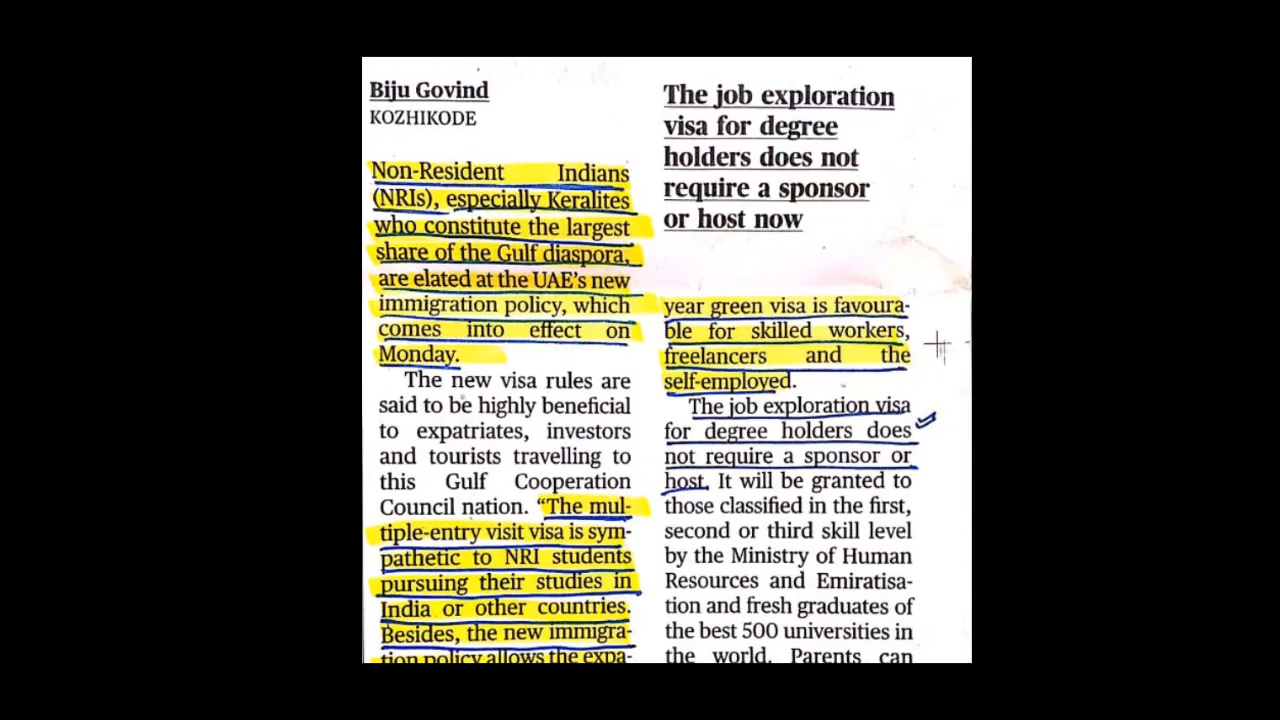 Biju Govind
KOZHIKODE
Non-Resident Indians
(NRIs), especially Keralites
who constitute the largest
share of the Gulf diaspora,
are elated at the UAE's new
immigration policy, which
comes into effect on
Monday.
The new visa rules are
said to be highly beneficial
to expatriates, investors
and tourists travelling to
this Gulf Cooperation
Council nation. “The mul-
tiple-entry visit visa is sym-
pathetic to NRI students
pursuing their studies in
India or other countries.
Besides, the new immigra-
tion policy allows the expa-
The job exploration
visa for degree
holders does not
require a sponsor
or host now
year green visa is favoura-
ble for skilled workers,
freelancers and the
self-employed.
The job exploration visa
for degree holders does
not require a sponsor or
host. It will be granted to
those classified in the first,
second or third skill level
by the Ministry of Human
Resources and Emiratisa-
tion and fresh graduates of
the best 500 universities in
the world. Parents can